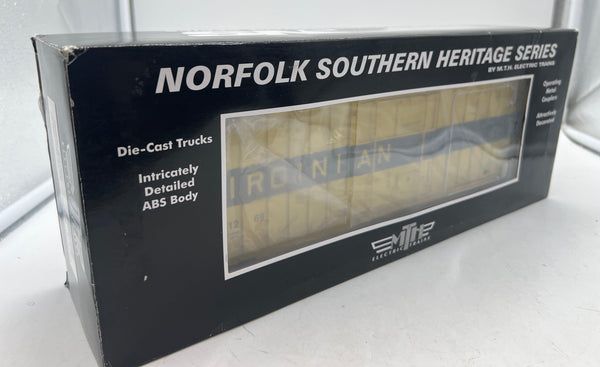 NORFOLK SOUTHERN HERITAGE SERIES
BY M.T.H. ELECTRIC TRAINS
Die-Cast Trucks
Intricately
Detailed
ABS Body
Operating
Metal
Couplers
Attractively
Decorated
MTH
ELECTRIC TRAINS